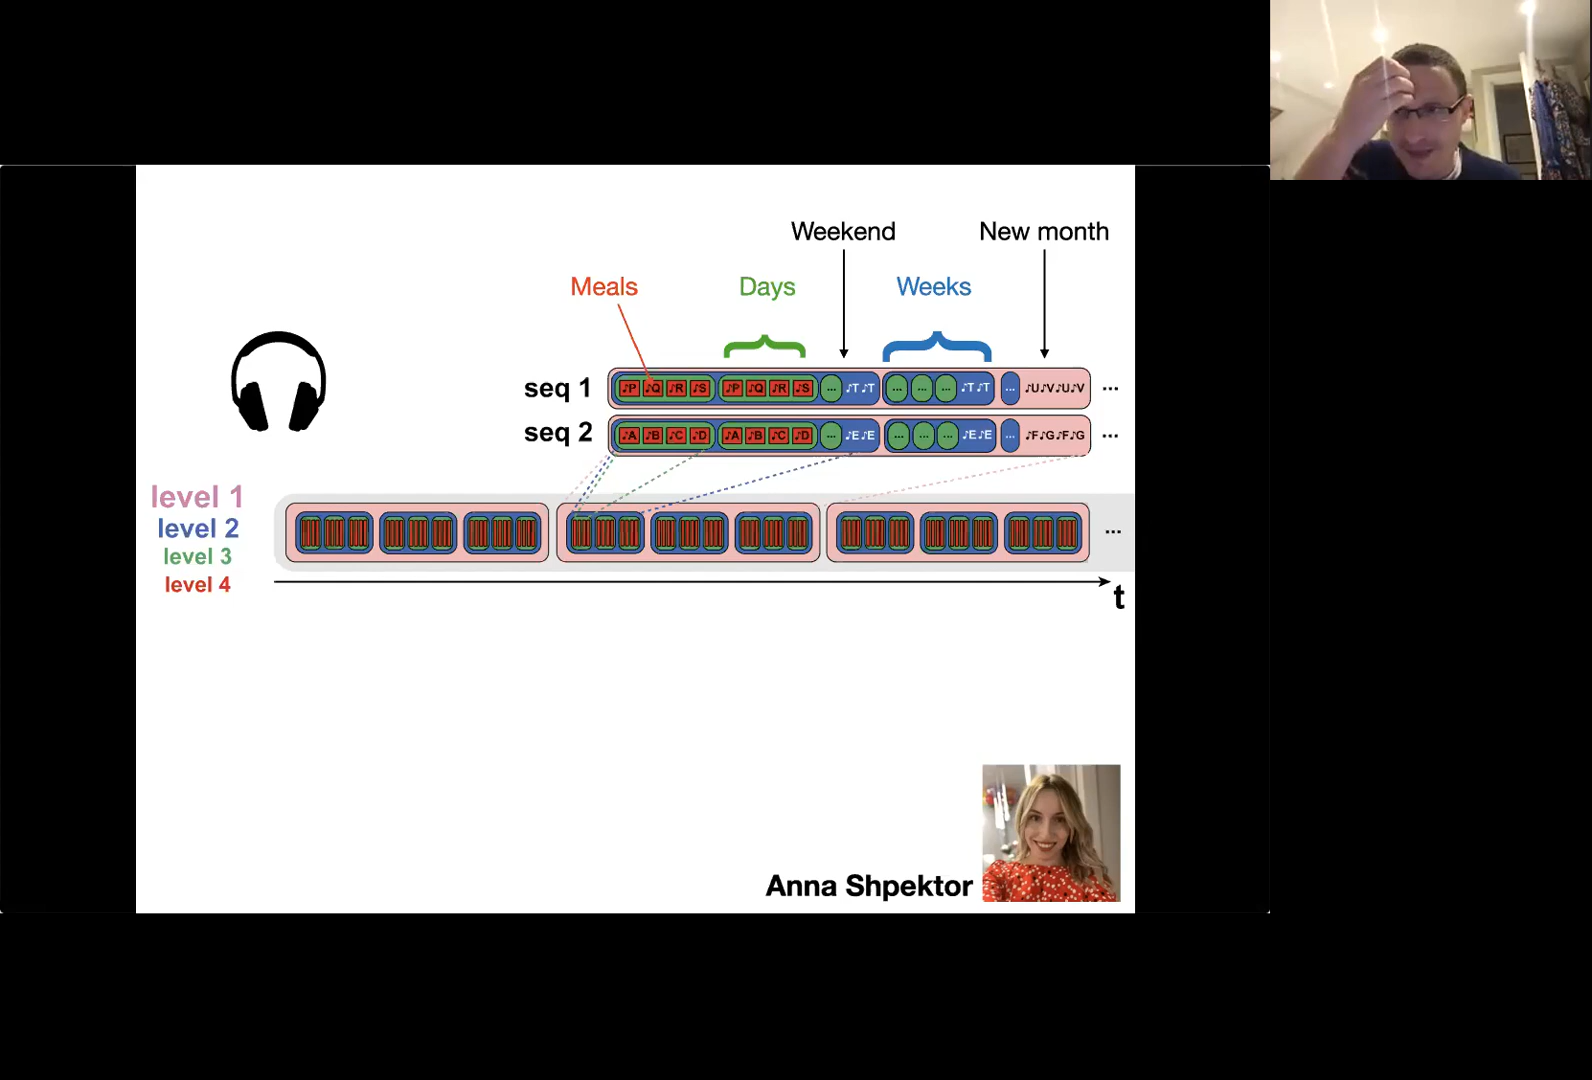 Weekend
New month
Meals
Days
Weeks
seq 1
♪P ♪Q ♪R ♪S ♪P ♪Q ♪R ♪S ... ♪T ♪T ... ... ... ♪T ♪T ... ♪U♪V♪U♪V ...
seq 2
♪A ♪B ♪C ♪D ♪A ♪B ♪C ♪D ... ♪E ♪E ... ... ... ♪E ♪E ... ♪F♪G♪F♪G ...
level 1
level 2
level 3
level 4
...
t
Anna Shpektor